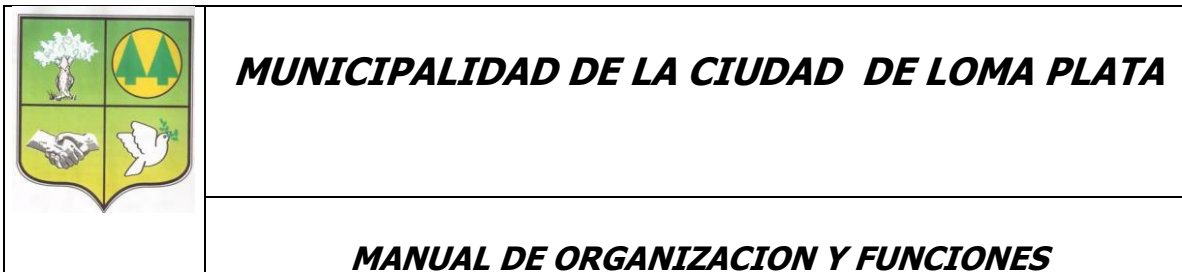 MUNICIPALIDAD DE LA CIUDAD DE LOMA PLATA
MANUAL DE ORGANIZACION Y FUNCIONES